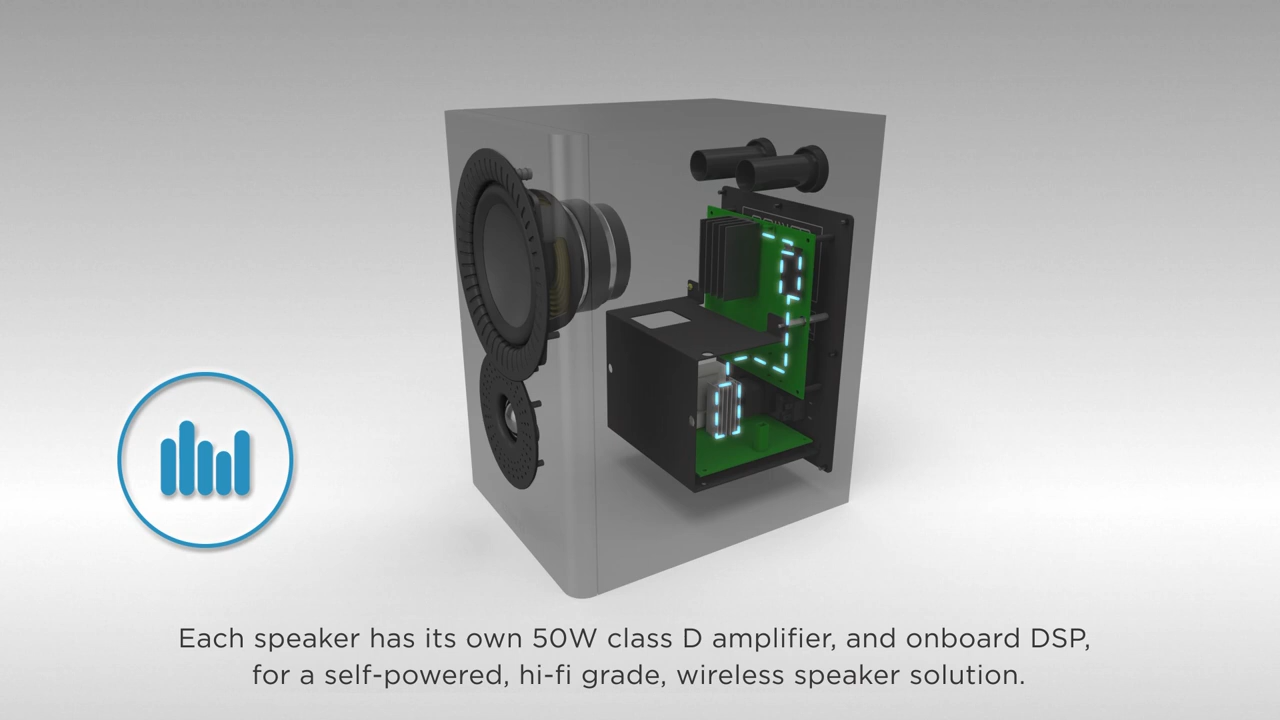 Each speaker has its own 50W class D amplifier, and onboard DSP,
for a self-powered, hi-fi grade, wireless speaker solution.